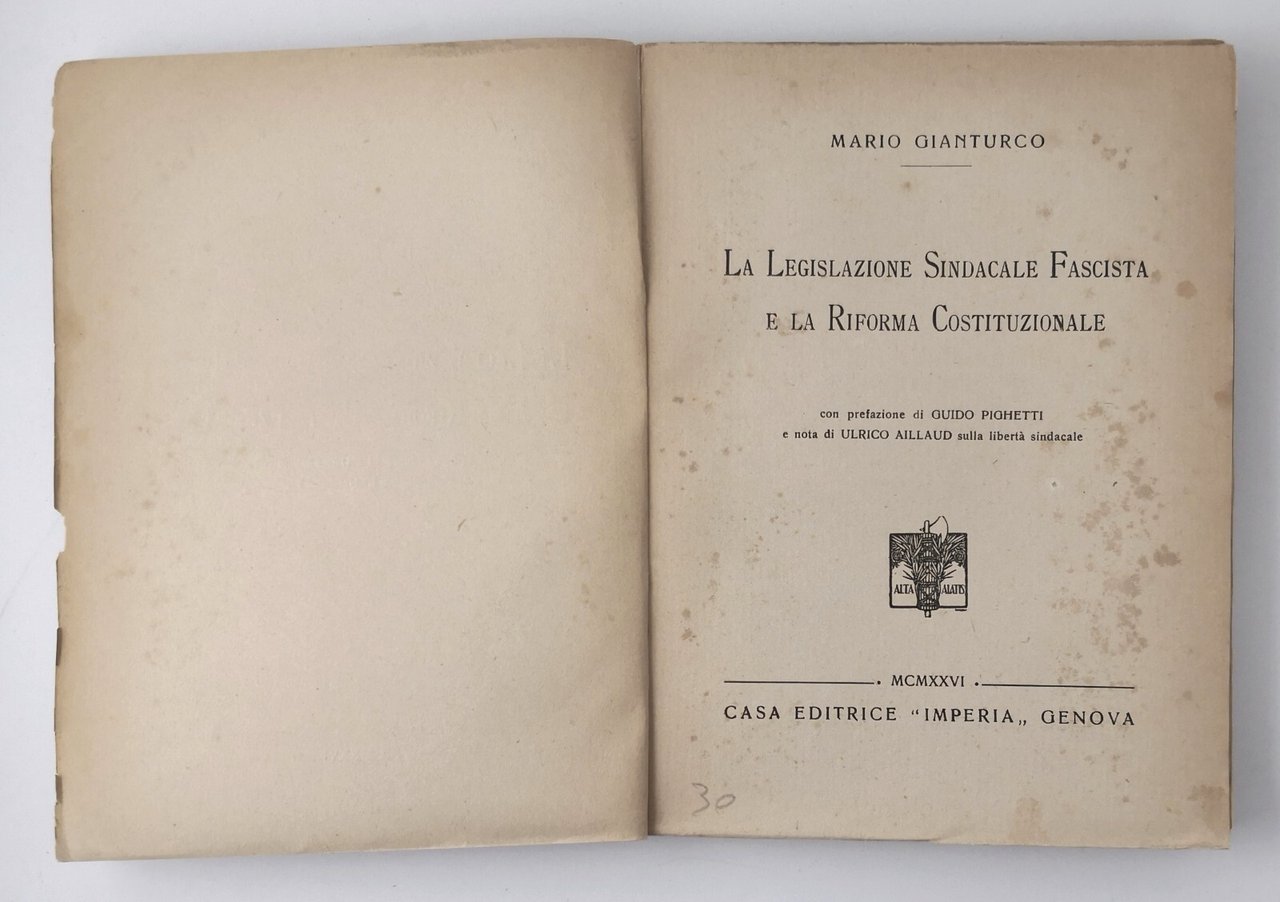 MARIO GIANTURCO
LA LEGISLAZIONE SINDACALE FASCISTA
E LA RIFORMA COSTITUZIONALE
con prefazione di GUIDO PIGHETTI
e nota di ULRICO AILLAUD sulla libertà sindacale
ALTA ALATIS
• MCMXXVI •
CASA EDITRICE “IMPERIA„ GENOVA
30